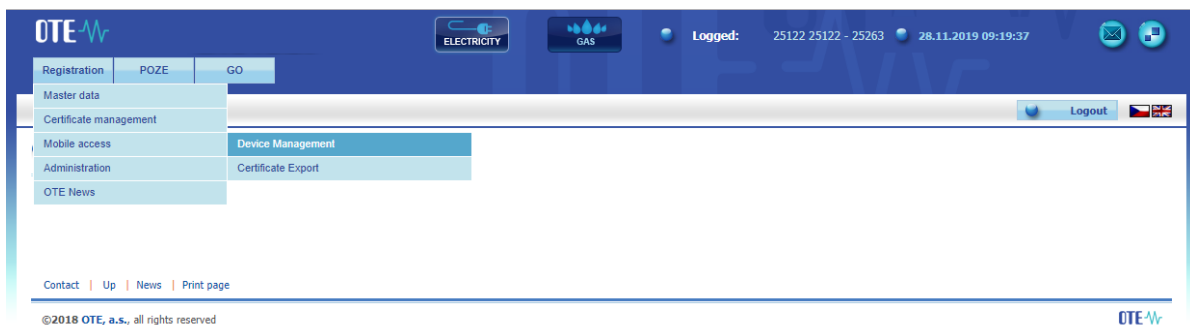 OTE
ELECTRICITY
GAS
Logged: 25122 25122 - 25263 28.11.2019 09:19:37
Registration POZE GO
Master data
Certificate management
Logout
Mobile access Device Management
Administration Certificate Export
OTE News
Contact | Up | News | Print page
©2018 OTE, a.s., all rights reserved
OTE